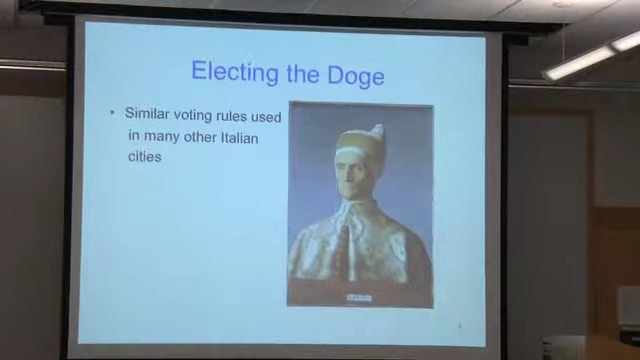 Electing the Doge
• Similar voting rules used
in many other Italian
cities